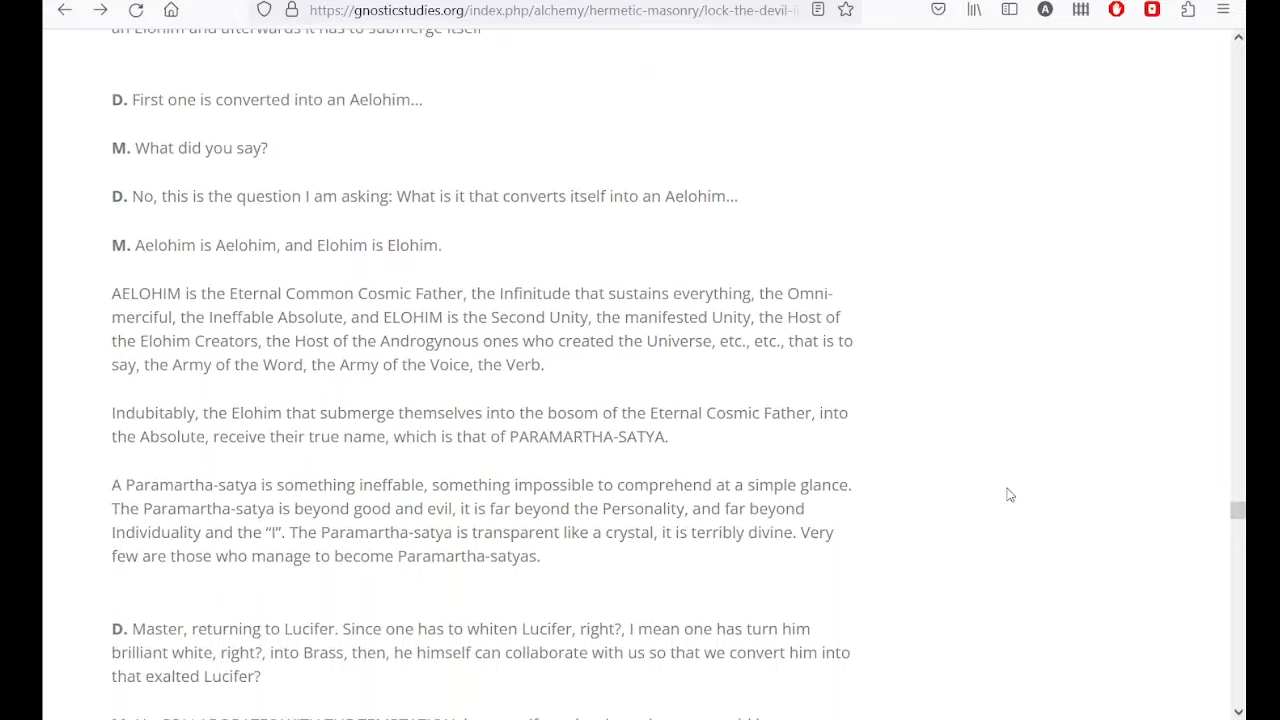 https://gnosticstudies.org/index.php/alchemy/hermetic-masonry/lock-the-devil-i
an Elohim and afterwards it has to submerge itself
D. First one is converted into an Aelohim...
M. What did you say?
D. No, this is the question I am asking: What is it that converts itself into an Aelohim...
M. Aelohim is Aelohim, and Elohim is Elohim.
AELOHIM is the Eternal Common Cosmic Father, the Infinitude that sustains everything, the Omni-
merciful, the Ineffable Absolute, and ELOHIM is the Second Unity, the manifested Unity, the Host of
the Elohim Creators, the Host of the Androgynous ones who created the Universe, etc., etc., that is to
say, the Army of the Word, the Army of the Voice, the Verb.
Indubitably, the Elohim that submerge themselves into the bosom of the Eternal Cosmic Father, into
the Absolute, receive their true name, which is that of PARAMARTHA-SATYA.
A Paramartha-satya is something ineffable, something impossible to comprehend at a simple glance.
The Paramartha-satya is beyond good and evil, it is far beyond the Personality, and far beyond
Individuality and the “I”. The Paramartha-satya is transparent like a crystal, it is terribly divine. Very
few are those who manage to become Paramartha-satyas.
D. Master, returning to Lucifer. Since one has to whiten Lucifer, right?, I mean one has turn him
brilliant white, right?, into Brass, then, he himself can collaborate with us so that we convert him into
that exalted Lucifer?